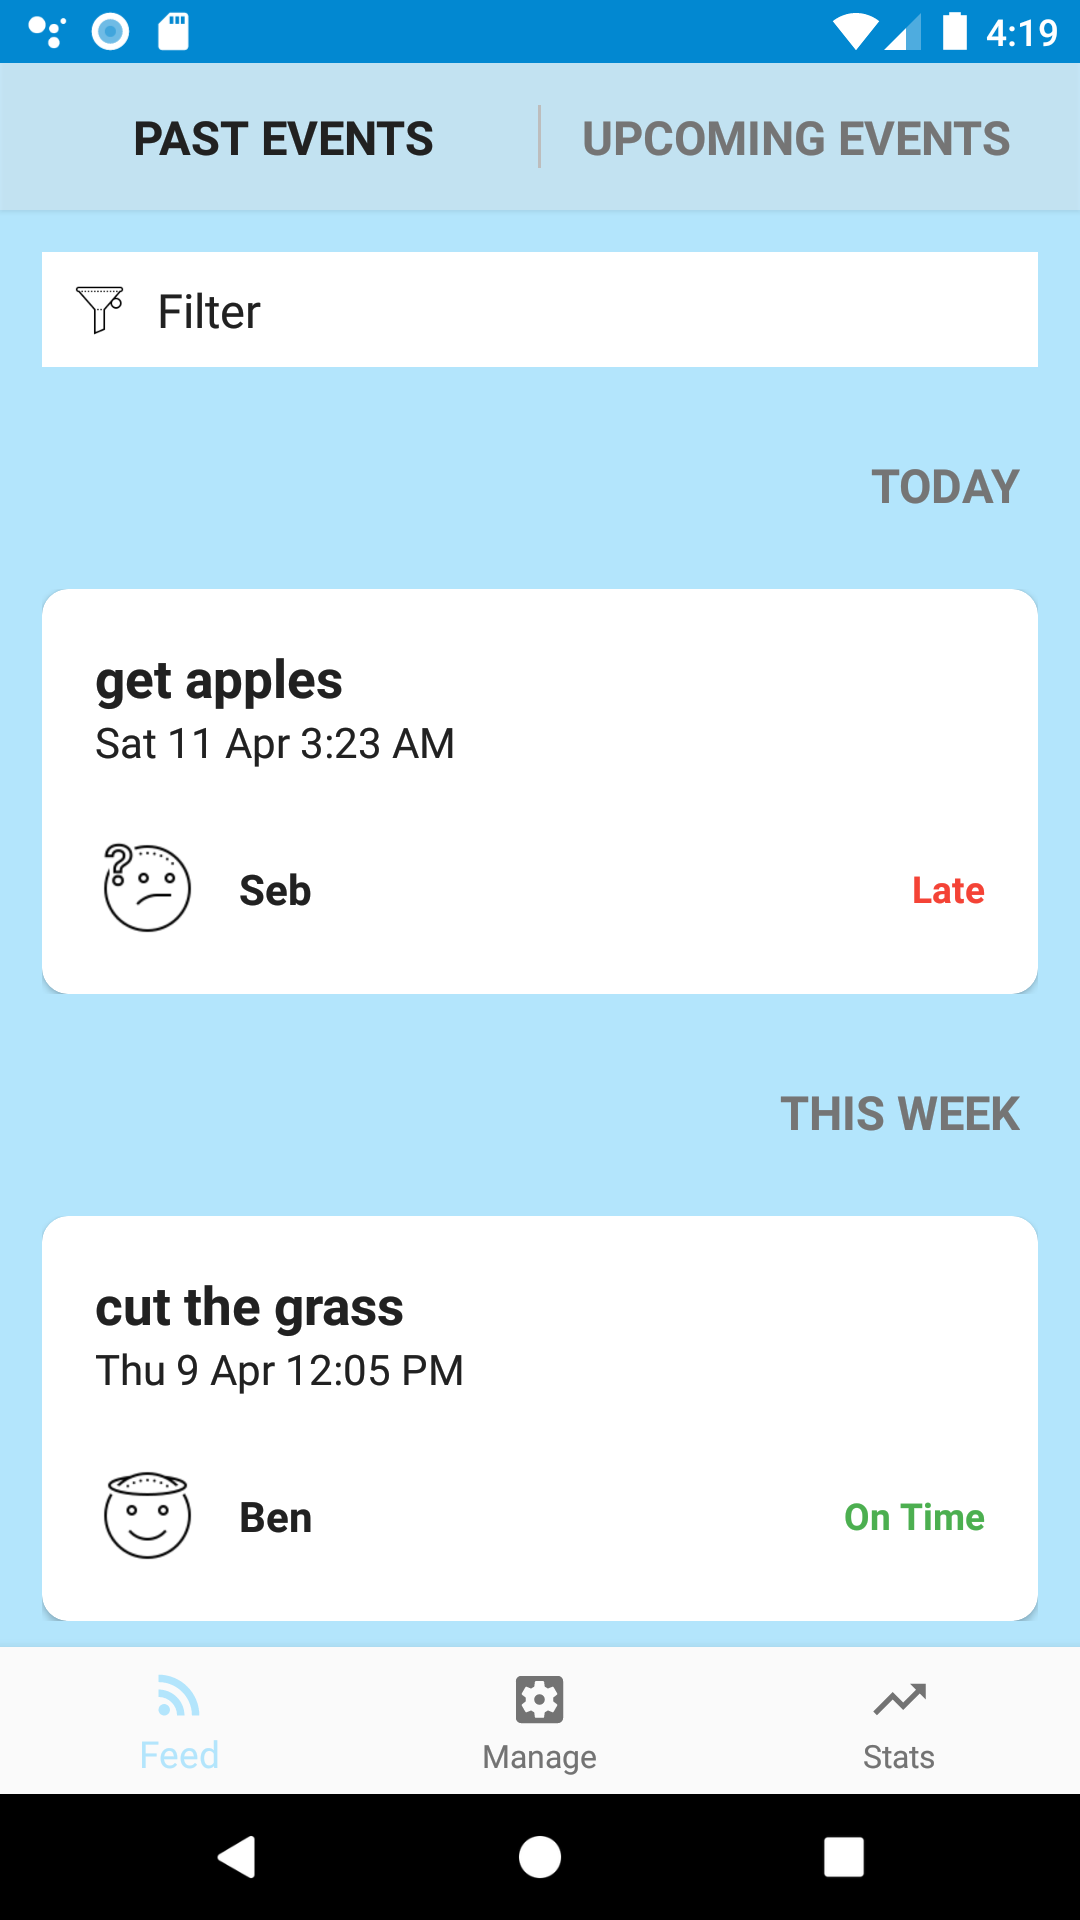 4:19
PAST EVENTS
UPCOMING EVENTS
Filter
TODAY
get apples
Sat 11 Apr 3:23 AM
Seb
Late
THIS WEEK
cut the grass
Thu 9 Apr 12:05 PM
Ben
On Time
Feed
Manage
Stats